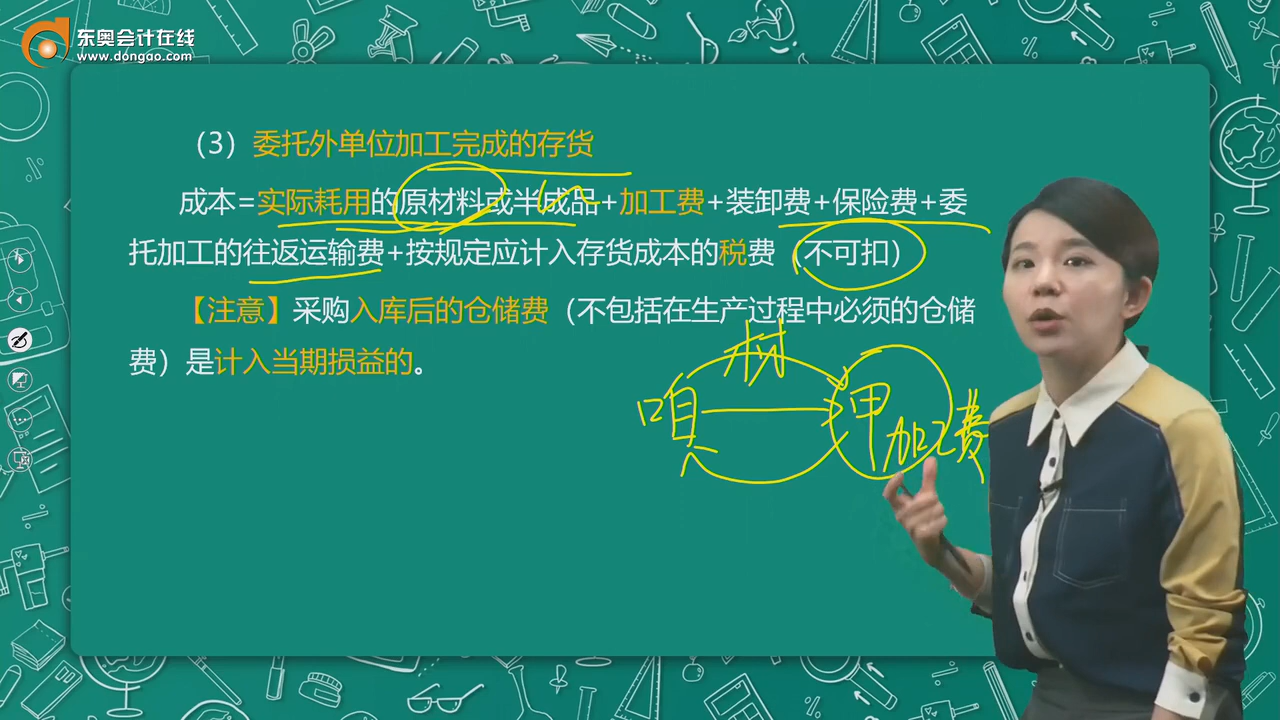 东奥会计在线
www.dongao.com
（3）委托外单位加工完成的存货
成本=实际耗用的原材料或半成品+加工费+装卸费+保险费+委
托加工的往返运输费+按规定应计入存货成本的税费（不可扣）
【注意】采购入库后的仓储费（不包括在生产过程中必须的仓储
费）是计入当期损益的。
甲
加工费